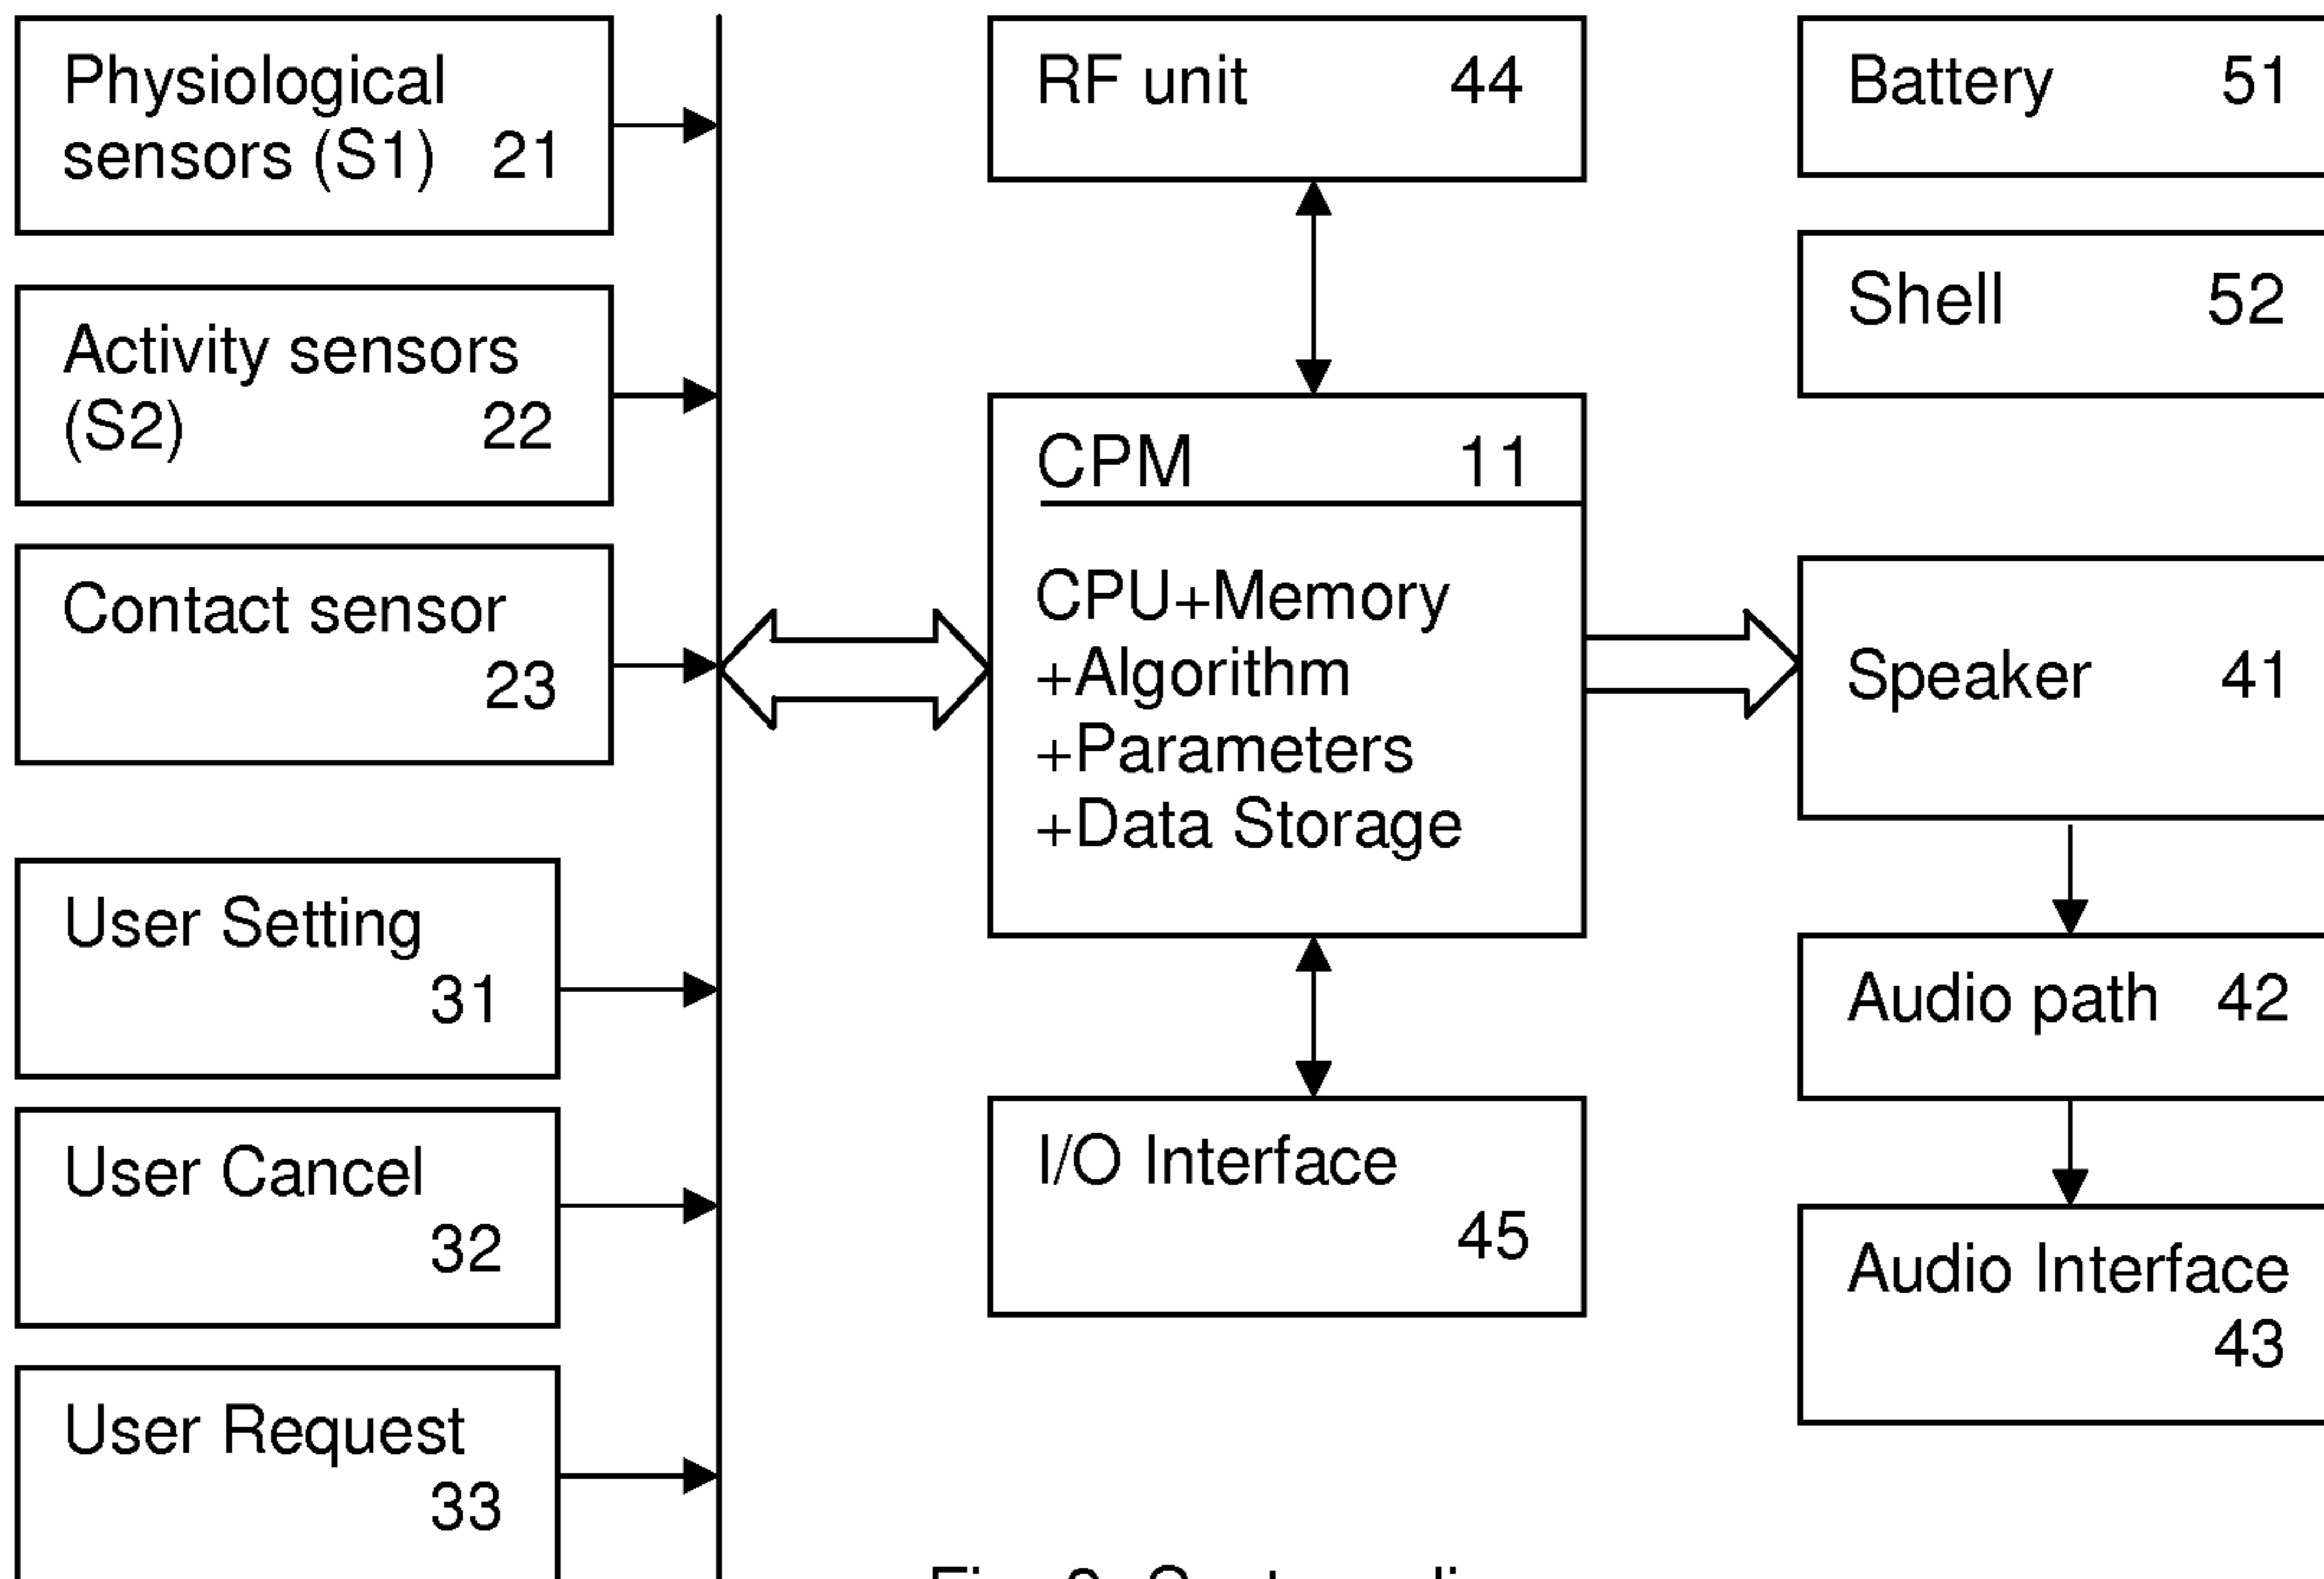 Physiological
sensors (S1) 21
Activity sensors
(S2) 22
Contact sensor
23
User Setting
31
User Cancel
32
User Request
33
RF unit 44
CPM 11
CPU+Memory
+Algorithm
+Parameters
+Data Storage
I/O Interface
45
Battery 51
Shell 52
Speaker 41
Audio path 42
Audio Interface
43